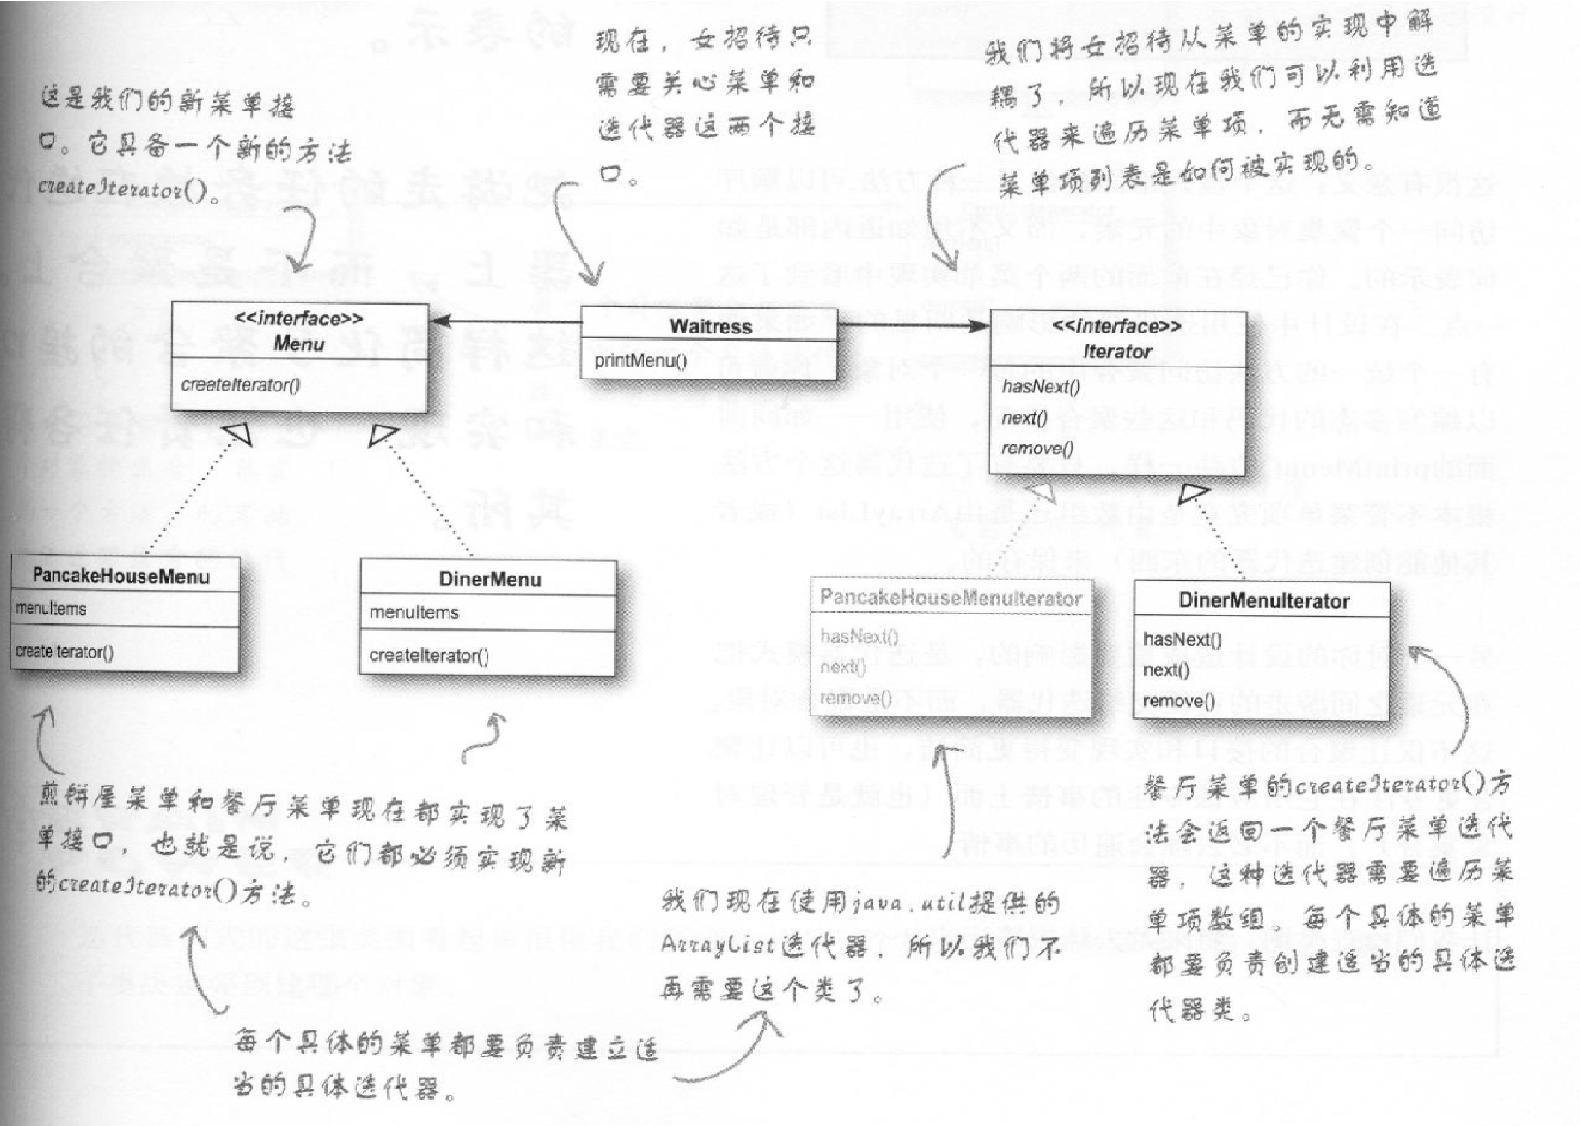 这是我们的新菜单接
口。它具备一个新的方法
createIterator()。
现在，女招待只
需要关心菜单和
迭代器这两个接
口。
我们将女招待从菜单的实现中解
耦了，所以现在我们可以利用迭
代器来遍历菜单项，而无需知道
菜单项列表是如何被实现的。
<<interface>>
Menu
createIterator()
Waitress
printMenu()
<<interface>>
Iterator
hasNext()
next()
remove()
PancakeHouseMenu
menuItems
create terator()
DinerMenu
menuItems
createIterator()
PancakeHouseMenuIterator
hasNext()
next()
remove()
DinerMenuIterator
hasNext()
next()
remove()
煎饼屋菜单和餐厅菜单现在都实现了菜
单接口，也就是说，它们都必须实现新
的createIterator()方法。
每个具体的菜单都要负责建立适
当的具体迭代器。
我们现在使用java.util提供的
ArrayList迭代器，所以我们不
再需要这个类了。
餐厅菜单的createIterator()方
法会返回一个餐厅菜单迭代
器，这种迭代器需要遍历菜
单项数组。每个具体的菜单
都要负责创建适当的具体迭
代器类。